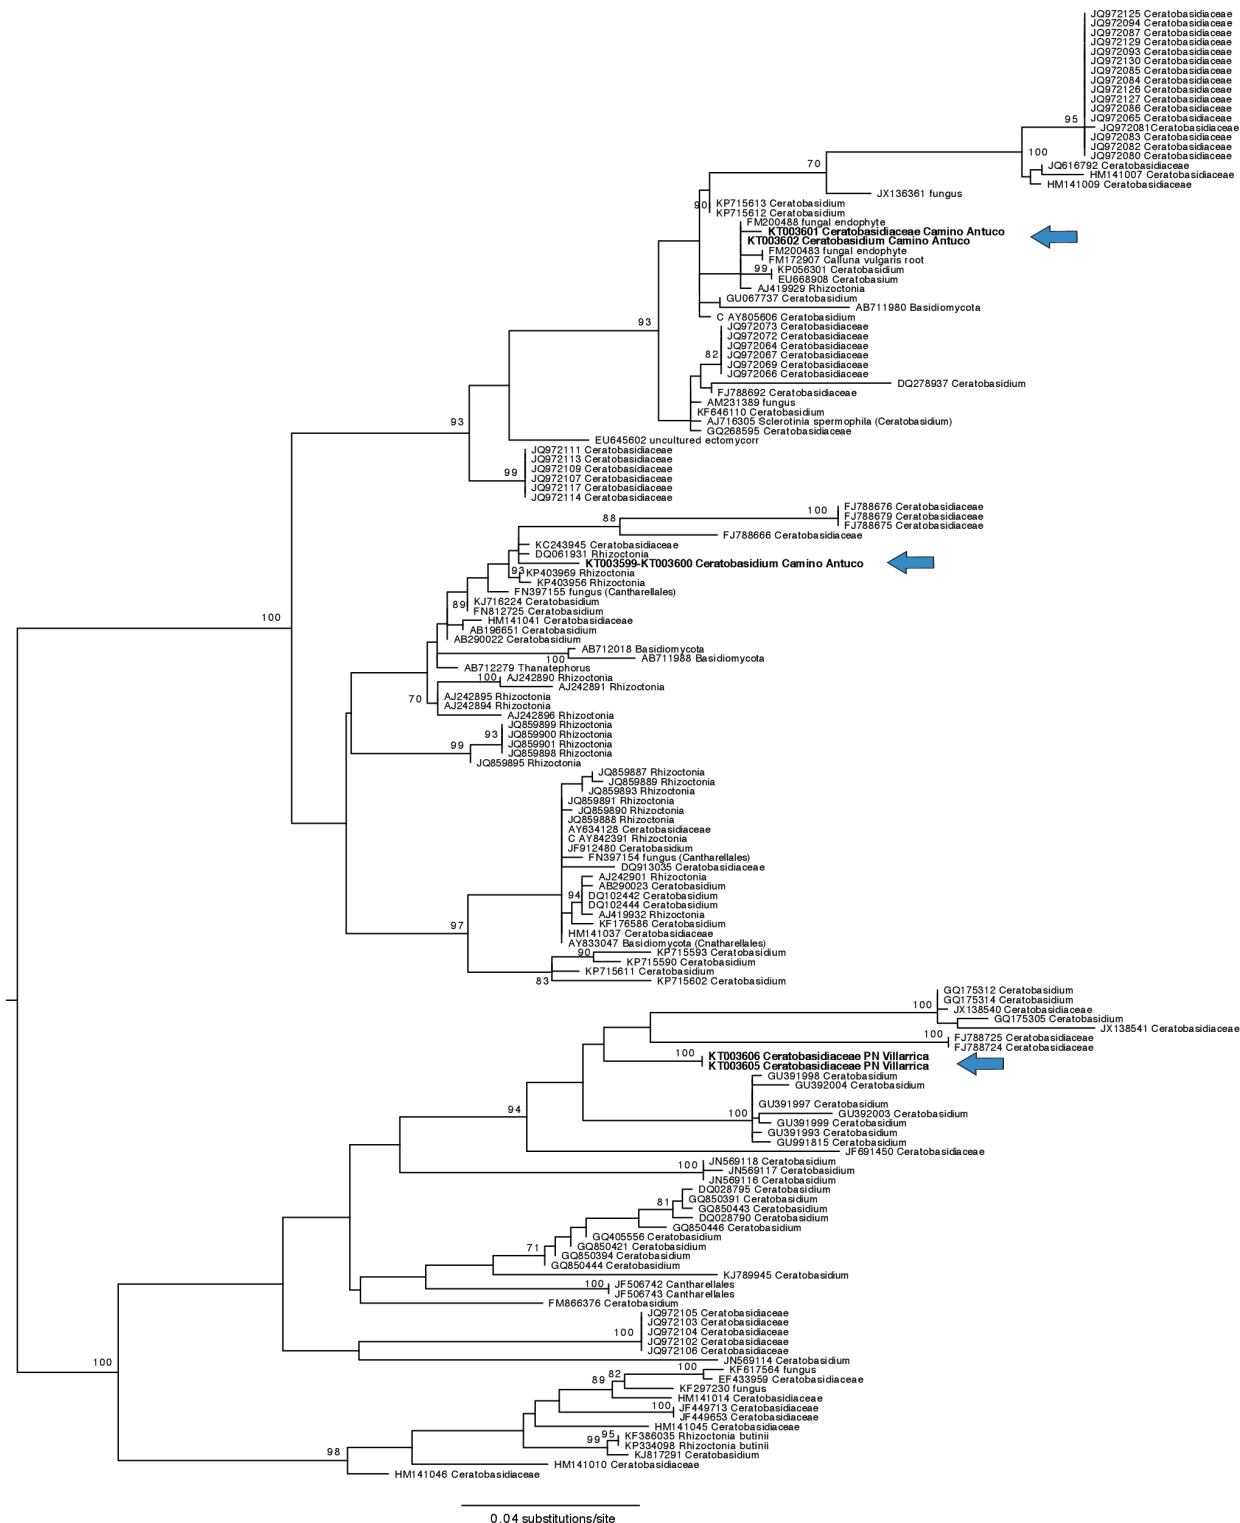 JQ972125 Ceratobasidiaceae
JQ972094 Ceratobasidiaceae
JQ972087 Ceratobasidiaceae
JQ972129 Ceratobasidiaceae
JQ972093 Ceratobasidiaceae
JQ972130 Ceratobasidiaceae
JQ972085 Ceratobasidiaceae
JQ972084 Ceratobasidiaceae
JQ972126 Ceratobasidiaceae
JQ972127 Ceratobasidiaceae
JQ972086 Ceratobasidiaceae
JQ972065 Ceratobasidiaceae
95
JQ972081Ceratobasidiaceae
JQ972083 Ceratobasidiaceae
JQ972082 Ceratobasidiaceae
100
JQ972080 Ceratobasidiaceae
70
JQ616792 Ceratobasidiaceae
HM141007 Ceratobasidiaceae
HM141009 Ceratobasidiaceae
JX136361 fungus
90
KP715613 Ceratobasidium
KP715612 Ceratobasidium
FM200488 fungal endophyte
KT003601 Ceratobasidiaceae Camino Antuco
KT003602 Ceratobasidium Camino Antuco
FM200483 fungal endophyte
FM172907 Calluna vulgaris root
99
KP056301 Ceratobasidium
EU668908 Ceratobasium
AJ419929 Rhizoctonia
GU067737 Ceratobasidium
AB711980 Basidiomycota
C AY805606 Ceratobasidium
93
JQ972073 Ceratobasidiaceae
JQ972072 Ceratobasidiaceae
JQ972064 Ceratobasidiaceae
82
JQ972067 Ceratobasidiaceae
JQ972069 Ceratobasidiaceae
JQ972066 Ceratobasidiaceae
DQ278937 Ceratobasidium
FJ788692 Ceratobasidiaceae
AM231389 fungus
KF646110 Ceratobasidium
93
AJ716305 Sclerotinia spermophila (Ceratobasidium)
GQ268595 Ceratobasidiaceae
EU645602 uncultured ectomycorr
JQ972111 Ceratobasidiaceae
JQ972113 Ceratobasidiaceae
99
JQ972109 Ceratobasidiaceae
JQ972107 Ceratobasidiaceae
JQ972117 Ceratobasidiaceae
JQ972114 Ceratobasidiaceae
100
FJ788676 Ceratobasidiaceae
88
FJ788679 Ceratobasidiaceae
FJ788675 Ceratobasidiaceae
FJ788666 Ceratobasidiaceae
KC243945 Ceratobasidiaceae
DQ061931 Rhizoctonia
KT003599-KT003600 Ceratobasidium Camino Antuco
93
KP403969 Rhizoctonia
KP403956 Rhizoctonia
FN397155 fungus (Cantharellales)
89
KJ716224 Ceratobasidium
FN812725 Ceratobasidium
100
HM141041 Ceratobasidiaceae
AB196651 Ceratobasidium
AB290022 Ceratobasidium
AB712018 Basidiomycota
100
AB711988 Basidiomycota
AB712279 Thanatephorus
100
AJ242890 Rhizoctonia
AJ242891 Rhizoctonia
70
AJ242895 Rhizoctonia
AJ242894 Rhizoctonia
AJ242896 Rhizoctonia
JQ859899 Rhizoctonia
93
JQ859900 Rhizoctonia
99
JQ859901 Rhizoctonia
JQ859898 Rhizoctonia
JQ859895 Rhizoctonia
JQ859887 Rhizoctonia
JQ859889 Rhizoctonia
JQ859893 Rhizoctonia
JQ859891 Rhizoctonia
JQ859890 Rhizoctonia
JQ859888 Rhizoctonia
AY634128 Ceratobasidiaceae
C AY842391 Rhizoctonia
JF912480 Ceratobasidium
FN397154 fungus (Cantharellales)
DQ913035 Ceratobasidiaceae
AJ242901 Rhizoctonia
AB290023 Ceratobasidium
94
DQ102442 Ceratobasidium
DQ102444 Ceratobasidium
AJ419932 Rhizoctonia
97
KF176586 Ceratobasidium
HM141037 Ceratobasidiaceae
AY833047 Basidiomycota (Cnatharellales)
90
KP715593 Ceratobasidium
KP715590 Ceratobasidium
KP715611 Ceratobasidium
83
KP715602 Ceratobasidium
GQ175312 Ceratobasidium
100
GQ175314 Ceratobasidium
JX138540 Ceratobasidiaceae
GQ175305 Ceratobasidium
JX138541 Ceratobasidiaceae
100
FJ788725 Ceratobasidiaceae
FJ788724 Ceratobasidiaceae
100
KT003606 Ceratobasidiaceae PN Villarrica
KT003605 Ceratobasidiaceae PN Villarrica
GU391998 Ceratobasidium
GU392004 Ceratobasidium
94
GU391997 Ceratobasidium
100
GU392003 Ceratobasidium
GU391999 Ceratobasidium
GU391993 Ceratobasidium
GU991815 Ceratobasidium
JF691450 Ceratobasidiaceae
100
JN569118 Ceratobasidium
JN569117 Ceratobasidium
JN569116 Ceratobasidium
DQ028795 Ceratobasidium
81
GQ850391 Ceratobasidium
GQ850443 Ceratobasidium
DQ028790 Ceratobasidium
GQ850446 Ceratobasidium
GQ405556 Ceratobasidium
71
GQ850421 Ceratobasidium
GQ850394 Ceratobasidium
GQ850444 Ceratobasidium
KJ789945 Ceratobasidium
100
JF506742 Cantharellales
JF506743 Cantharellales
FM866376 Ceratobasidium
JQ972105 Ceratobasidiaceae
JQ972103 Ceratobasidiaceae
100
JQ972104 Ceratobasidiaceae
JQ972102 Ceratobasidiaceae
JQ972106 Ceratobasidiaceae
100
JN569114 Ceratobasidium
100
KF617564 fungus
82
EF433959 Ceratobasidiaceae
89
KF297230 fungus
HM141014 Ceratobasidiaceae
100
JF449713 Ceratobasidiaceae
JF449653 Ceratobasidiaceae
HM141045 Ceratobasidiaceae
95
KF386035 Rhizoctonia butinii
99
KP334098 Rhizoctonia butinii
98
KJ817291 Ceratobasidium
HM141010 Ceratobasidiaceae
HM141046 Ceratobasidiaceae
0.04 substitutions/site